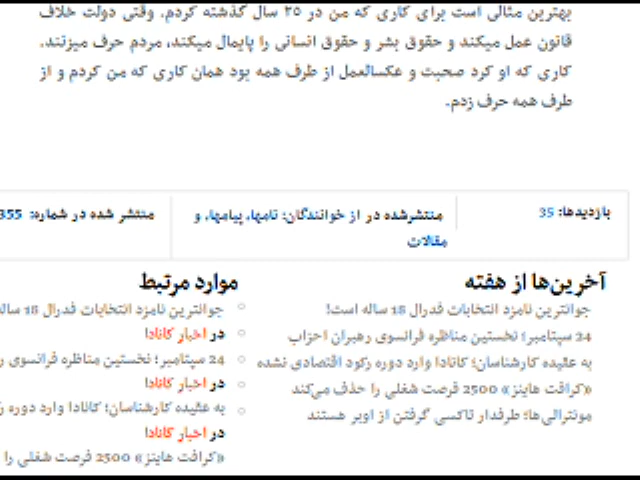 بهترین مثالی است برای کاری که من در ۲۵ سال گذشته کردم. وقتی دولت خلاف
قانون عمل میکند و حقوق بشر و حقوق انسانی را پایمال میکند، مردم حرف میزنند.
کاری که او کرد صحبت و عکسالعمل از طرف همه بود همان کاری که من کردم و از
طرف همه حرف زدم.
بازدیدها: 35
منتشرشده در از خوانندگان: نامها، پیامها، و
مقالات
منتشر شده در شماره: 355
آخرین‌ها از هفته
جوانترین نامزد انتخابات فدرال 18 ساله است!
24 سپتامبر؛ نخستین مناظره فرانسوی رهبران احزاب
به عقیده کارشناسان؛ کانادا وارد دوره رکود اقتصادی نشده
«کرافت هاینز» 2500 فرصت شغلی را حذف می‌کند
مونترالی‌ها؛ طرفدار تاکسی گرفتن از اوبر هستند
موارد مرتبط
جوانترین نامزد انتخابات فدرال 18 ساله
در اخبار کانادا
24 سپتامبر؛ نخستین مناظره فرانسوی ر
در اخبار کانادا
به عقیده کارشناسان؛ کانادا وارد دوره ر
در اخبار کانادا
«کرافت هاینز» 2500 فرصت شغلی را